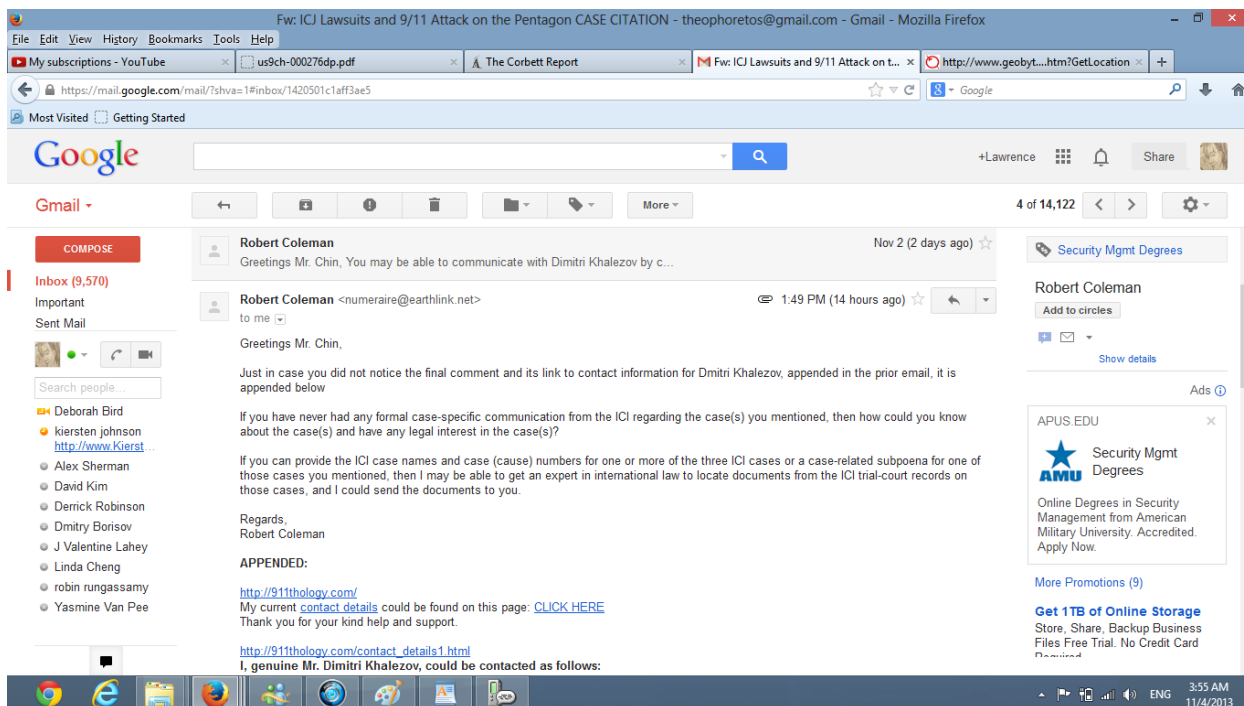 Fw: ICJ Lawsuits and 9/11 Attack on the Pentagon CASE CITATION - theophoretos@gmail.com - Gmail - Mozilla Firefox
File Edit View History Bookmarks Tools Help
My subscriptions - YouTube
us9ch-000276dp.pdf
The Corbett Report
Fw: ICJ Lawsuits and 9/11 Attack on t...
http://www.geobyt....htm?GetLocation
https://mail.google.com/mail/?shva=1#inbox/1420501c1aff3ae5
Google
Most Visited Getting Started
Google
+Lawrence
Share
Gmail
More
4 of 14,122
COMPOSE
Inbox (9,570)
Important
Sent Mail
Search people...
Deborah Bird
kiersten johnson
http://www.Kierst...
Alex Sherman
David Kim
Derrick Robinson
Dmitry Borisov
J Valentine Lahey
Linda Cheng
robin rungassamy
Yasmine Van Pee
Robert Coleman Nov 2 (2 days ago)
Greetings Mr. Chin, You may be able to communicate with Dimitri Khalezov by c...
Robert Coleman <numeraire@earthlink.net> 1:49 PM (14 hours ago)
to me
Greetings Mr. Chin,
Just in case you did not notice the final comment and its link to contact information for Dmitri Khalezov, appended in the prior email, it is
appended below
If you have never had any formal case-specific communication from the ICI regarding the case(s) you mentioned, then how could you know
about the case(s) and have any legal interest in the case(s)?
If you can provide the ICI case names and case (cause) numbers for one or more of the three ICI cases or a case-related subpoena for one of
those cases you mentioned, then I may be able to get an expert in international law to locate documents from the ICI trial-court records on
those cases, and I could send the documents to you.
Regards,
Robert Coleman
APPENDED:
http://911thology.com/
My current contact details could be found on this page: CLICK HERE
Thank you for your kind help and support.
http://911thology.com/contact_details1.html
I, genuine Mr. Dimitri Khalezov, could be contacted as follows:
Security Mgmt Degrees
Robert Coleman
Add to circles
Show details
Ads
APUS.EDU
AMU
Security Mgmt
Degrees
Online Degrees in Security
Management from American
Military University. Accredited.
Apply Now.
More Promotions (9)
Get 1TB of Online Storage
Store, Share, Backup Business
Files Free Trial. No Credit Card
Required
ENG
3:55 AM
11/4/2013